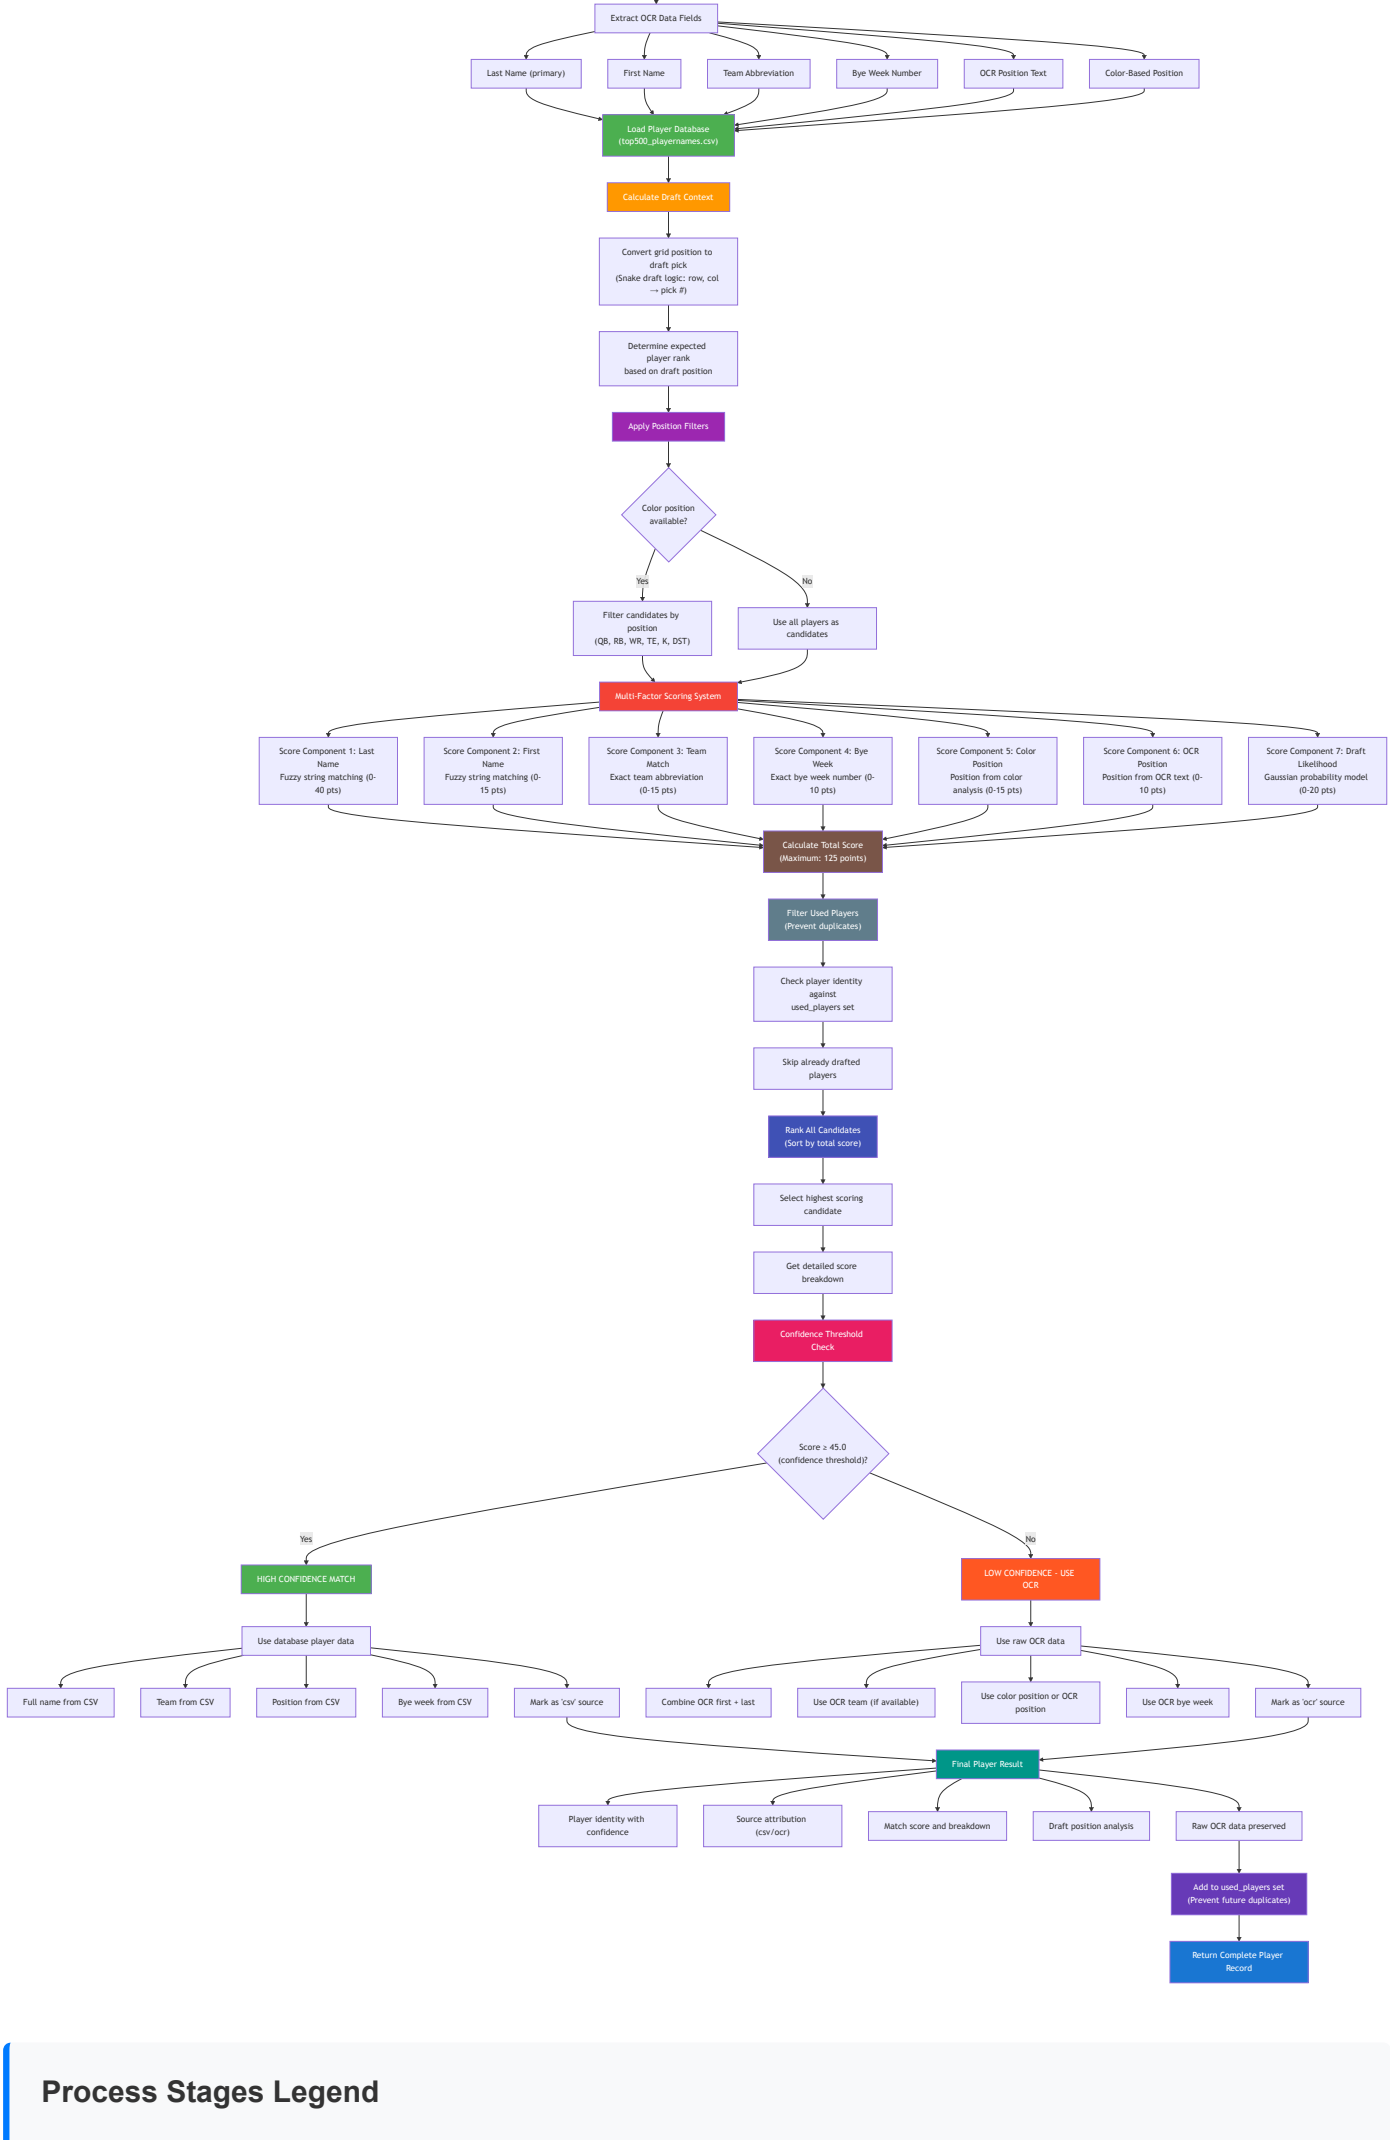 Extract OCR Data Fields
Last Name (primary)
First Name
Team Abbreviation
Bye Week Number
OCR Position Text
Color-Based Position
Load Player Database
(top500_playernames.csv)
Calculate Draft Context
Convert grid position to
draft pick
(Snake draft logic: row, col
→ pick #)
Determine expected
player rank
based on draft position
Apply Position Filters
Color position
available?
Yes
No
Filter candidates by
position
(QB, RB, WR, TE, K, DST)
Use all players as
candidates
Multi-Factor Scoring System
Score Component 1: Last
Name
Fuzzy string matching (0-
40 pts)
Score Component 2: First
Name
Fuzzy string matching (0-
15 pts)
Score Component 3: Team
Match
Exact team abbreviation
(0-15 pts)
Score Component 4: Bye
Week
Exact bye week number (0-
10 pts)
Score Component 5: Color
Position
Position from color
analysis (0-15 pts)
Score Component 6: OCR
Position
Position from OCR text (0-
10 pts)
Score Component 7: Draft
Likelihood
Gaussian probability model
(0-20 pts)
Calculate Total Score
(Maximum: 125 points)
Filter Used Players
(Prevent duplicates)
Check player identity
against
used_players set
Skip already drafted
players
Rank All Candidates
(Sort by total score)
Select highest scoring
candidate
Get detailed score
breakdown
Confidence Threshold
Check
Score ≥ 45.0
(confidence threshold)?
Yes
No
HIGH CONFIDENCE MATCH
LOW CONFIDENCE - USE
OCR
Use database player data
Use raw OCR data
Full name from CSV
Team from CSV
Position from CSV
Bye week from CSV
Mark as 'csv' source
Combine OCR first + last
Use OCR team (if available)
Use color position or OCR
position
Use OCR bye week
Mark as 'ocr' source
Final Player Result
Player identity with
confidence
Source attribution
(csv/ocr)
Match score and breakdown
Draft position analysis
Raw OCR data preserved
Add to used_players set
(Prevent future duplicates)
Return Complete Player
Record
Process Stages Legend